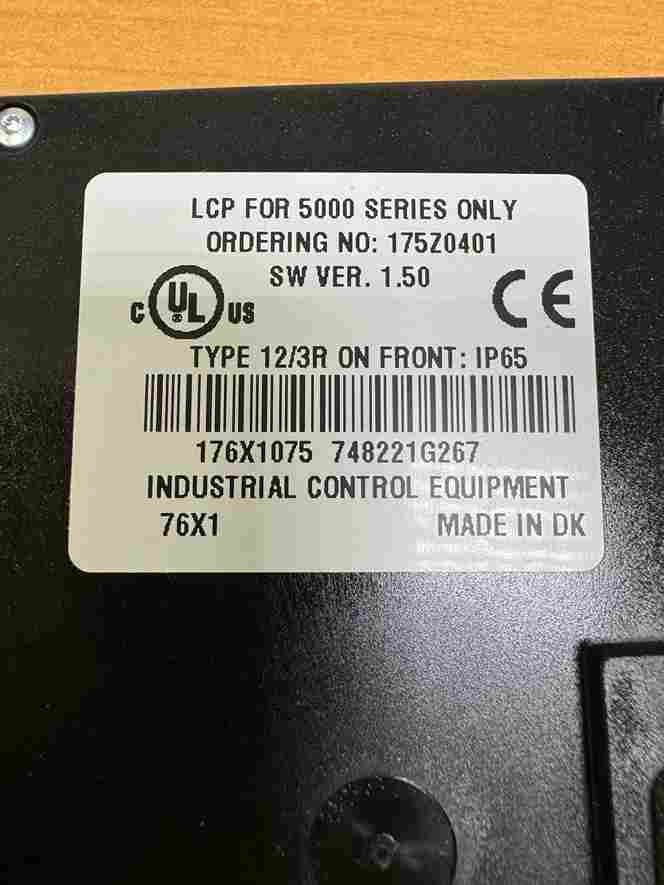 LCP FOR 5000 SERIES ONLY
ORDERING NO: 175Z0401
SW VER. 1.50
C UL ® US
CE
TYPE 12/3R ON FRONT: IP65
176X1075 748221G267
INDUSTRIAL CONTROL EQUIPMENT
76X1 MADE IN DK